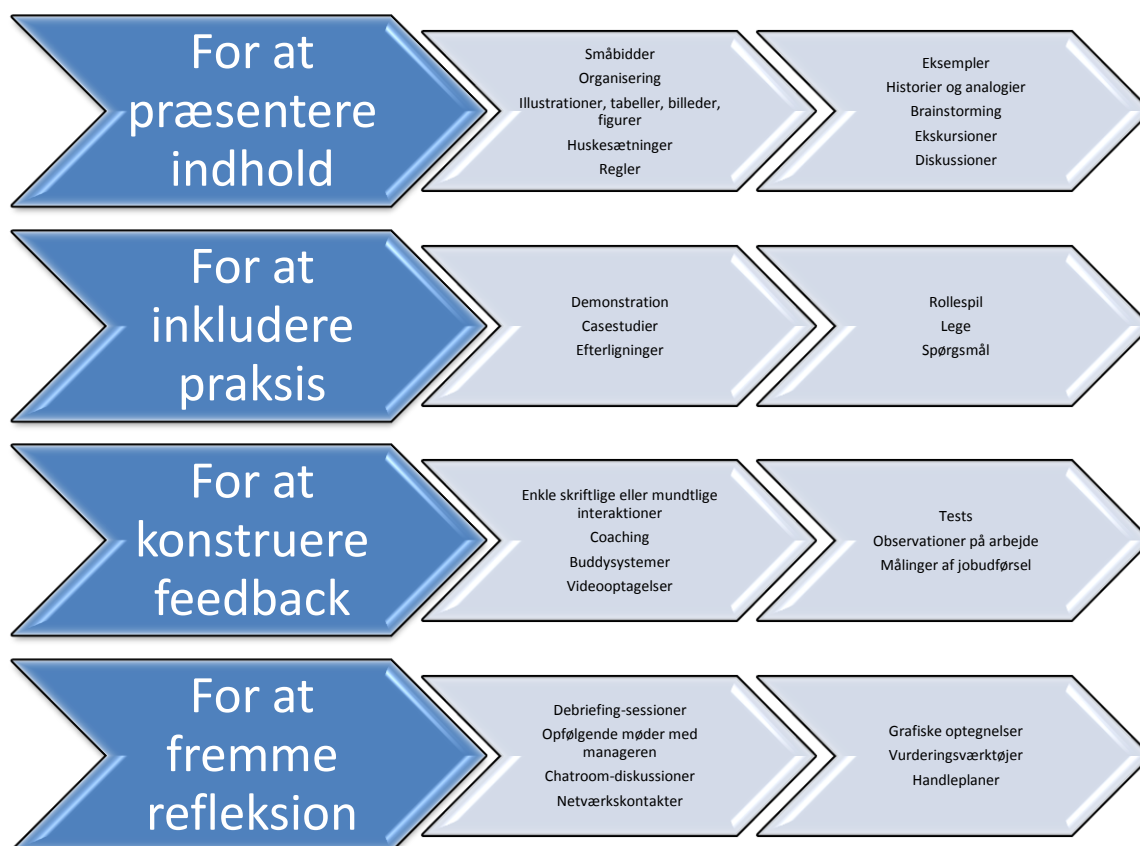 For at
præsentere
indhold
Småbidder
Organisering
Illustrationer, tabeller, billeder,
figurer
Huskesætninger
Regler
Eksempler
Historier og analogier
Brainstorming
Ekskursioner
Diskussioner
For at
inkludere
praksis
Demonstration
Casestudier
Efterligninger
Rollespil
Lege
Spørgsmål
For at
konstruere
feedback
Enkle skriftlige eller mundtlige
interaktioner
Coaching
Buddysystemer
Videooptagelser
Tests
Observationer på arbejde
Målinger af jobudførsel
For at
fremme
refleksion
Debriefing-sessioner
Opfølgende møder med
manageren
Chatroom-diskussioner
Netværkskontakter
Grafiske optegnelser
Vurderingsværktøjer
Handleplaner